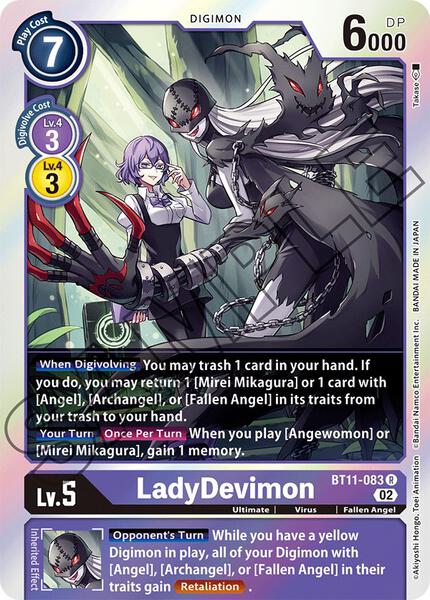 DIGIMON
Play Cost
7
6000
DP
Digivolve Cost
Lv.4
3
Lv.4
3
Takase
SAMPLE
When Digivolving You may trash 1 card in your hand. If
you do, you may return 1 [Mirei Mikagura] or 1 card with
[Angel], [Archangel], or [Fallen Angel] in its traits from
your trash to your hand.
Your Turn Once Per Turn When you play [Angewomon] or
[Mirei Mikagura], gain 1 memory.
©Akiyoshi Hongo, Toei Animation ©Bandai Namco Entertainment Inc. BANDAI MADE IN JAPAN
Lv.5
LadyDevimon
BT11-083 R
02
Ultimate
Virus
Fallen Angel
Inherited Effect
Opponent's Turn While you have a yellow
Digimon in play, all of your Digimon with
[Angel], [Archangel], or [Fallen Angel] in their
traits gain Retaliation .